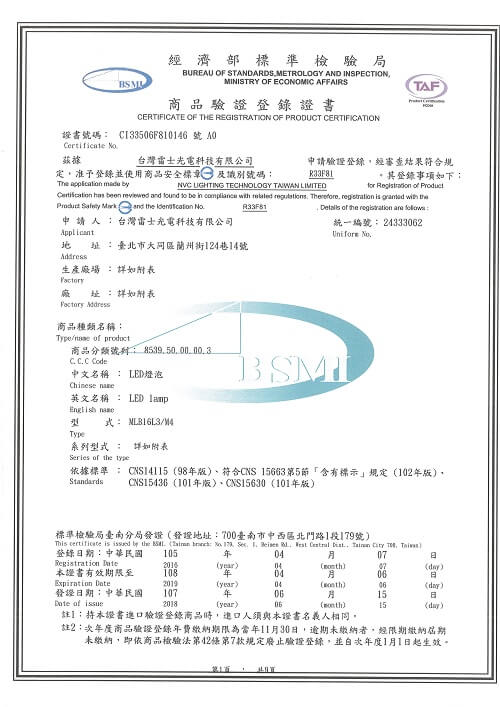 經濟部標準檢驗局
BUREAU OF STANDARDS,METROLOGY AND INSPECTION,
MINISTRY OF ECONOMIC AFFAIRS
BSMI
TAF
Product Certification
商品驗證登錄證書
CERTIFICATE OF THE REGISTRATION OF PRODUCT CERTIFICATION
證書號碼: CI33506F810146 號 A0
Certificate No.
茲據 台灣雷士光電科技有限公司 申請驗證登錄,經審查結果符合規
定,准予登錄並使用商品安全標章 及識別號碼: R33F81 ,其登錄事項如下:
The application made by NVC LIGHTING TECHNOLOGY TAIWAN LIMITED for Registration of Product
Certification has been reviewed and found to be in compliance with related regulations. Therefore, registration is granted with the
Product Safety Mark and the Identification No. R33F81 . Details of the registration are follows :
申請人:台灣雷士光電科技有限公司 統一編號:24333062
Applicant Uniform No.
地址:臺北市大同區蘭州街124巷14號
Address
生產廠場:詳如附表
Factory
廠址:詳如附表
Factory Address
商品種類名稱:
Type/name of product
商品分類號列: 8539.50.00.00.3
C.C.C Code
BSMI
中文名稱:LED燈泡
Chinese name
英文名稱:LED lamp
English name
型式:MLB16L3/M4
Type
系列型式:詳如附表
Series of the type
依據標準:CNS14115 (98年版)、符合CNS 15663第5節「含有標示」規定 (102年版)、
Standards CNS15436 (101年版)、CNS15630 (101年版)
標準檢驗局臺南分局發證 (發證地址:700臺南市中西區北門路1段179號)
This certificate is issued by the BSMI. (Tainan branch: No.179, Sec. 1, Beimen Rd., West Central Dist., Tainan City 700, Taiwan)
登錄日期:中華民國 105 年 04 月 07 日
Registration Date 2016 (year) 04 (month) 07 (day)
本證書有效期限至 108 年 04 月 06 日
Expiration Date 2019 (year) 04 (month) 06 (day)
發證日期:中華民國 107 年 06 月 15 日
Date of issue 2018 (year) 06 (month) 15 (day)
註1:持本證書進口驗證登錄商品時,進口人須與本證書名義人相同。
註2:次年度商品驗證登錄年費繳納期限為當年11月30日,逾期未繳納者,經限期繳納屆期
未繳納,即依商品檢驗法第42條第7款規定廢止驗證登錄,並自次年度1月1日起生效。
第1頁 , 共9頁